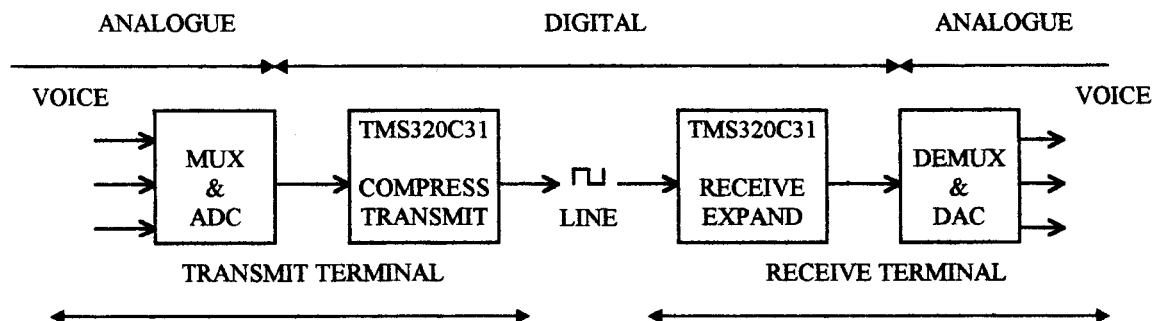 ANALOGUE
DIGITAL
ANALOGUE
VOICE
VOICE
MUX
&
ADC
TMS320C31
COMPRESS
TRANSMIT
LINE
TMS320C31
RECEIVE
EXPAND
DEMUX
&
DAC
TRANSMIT TERMINAL
RECEIVE TERMINAL